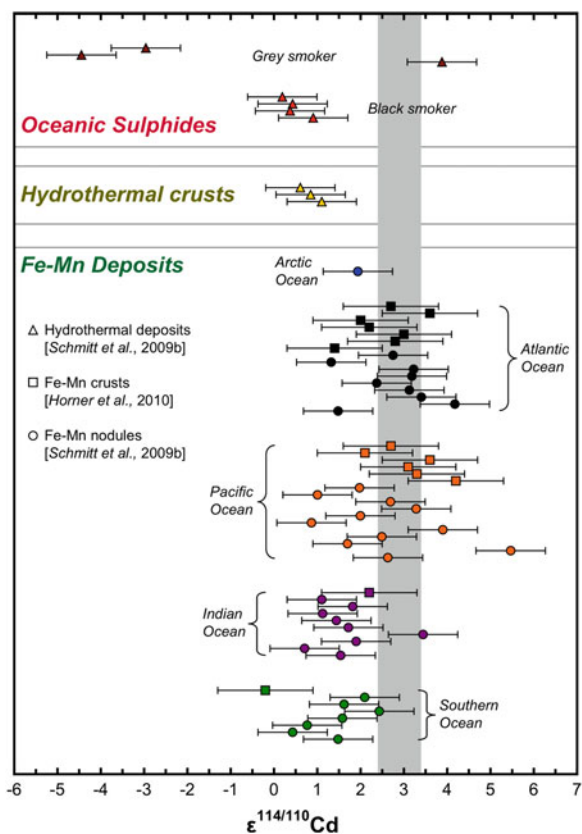 Grey smoker
Black smoker
Oceanic Sulphides
Hydrothermal crusts
Fe-Mn Deposits
Arctic
Ocean
Hydrothermal deposits
[Schmitt et al., 2009b]
Fe-Mn crusts
[Horner et al., 2010]
Fe-Mn nodules
[Schmitt et al., 2009b]
Atlantic
Ocean
Pacific
Ocean
Indian
Ocean
Southern
Ocean
-6 -5 -4 -3 -2 -1 0 1 2 3 4 5 6 7
ε114/110Cd